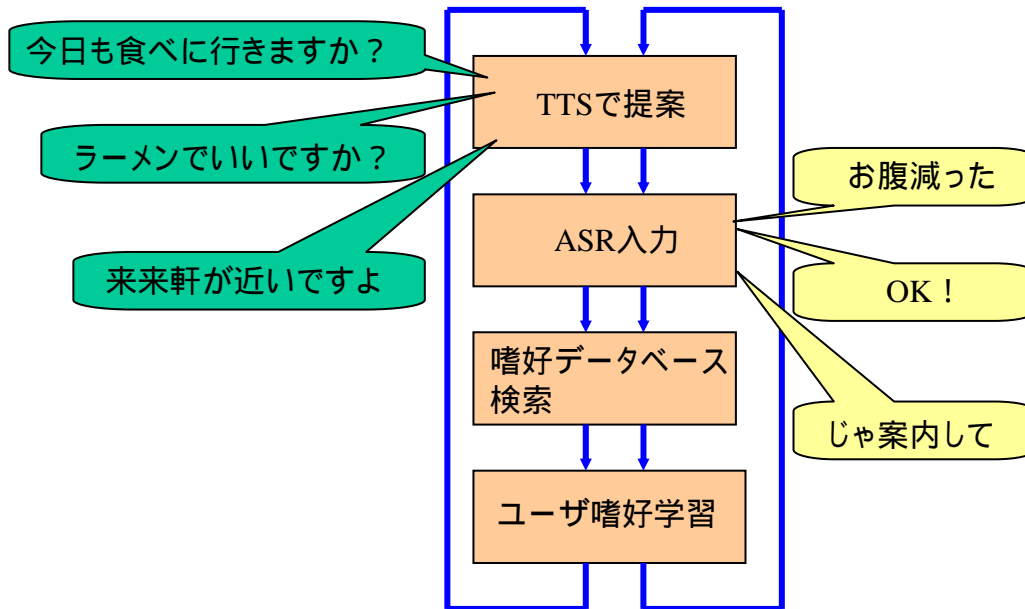 今日も食べに行きますか？
ラーメンでいいですか？
来来軒が近いですよ
TTSで提案
ASR入力
嗜好データベース
検索
ユーザ嗜好学習
お腹減った
OK！
じゃ案内して